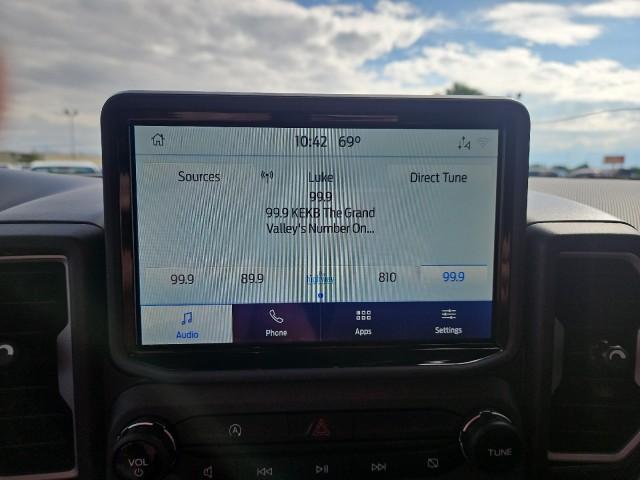 10:42 69°
Sources Luke Direct Tune
99.9
99.9 KEKB The Grand
Valley's Number On...
99.9 89.9 highway 810 99.9
Audio Phone Apps Settings
VOL TUNE